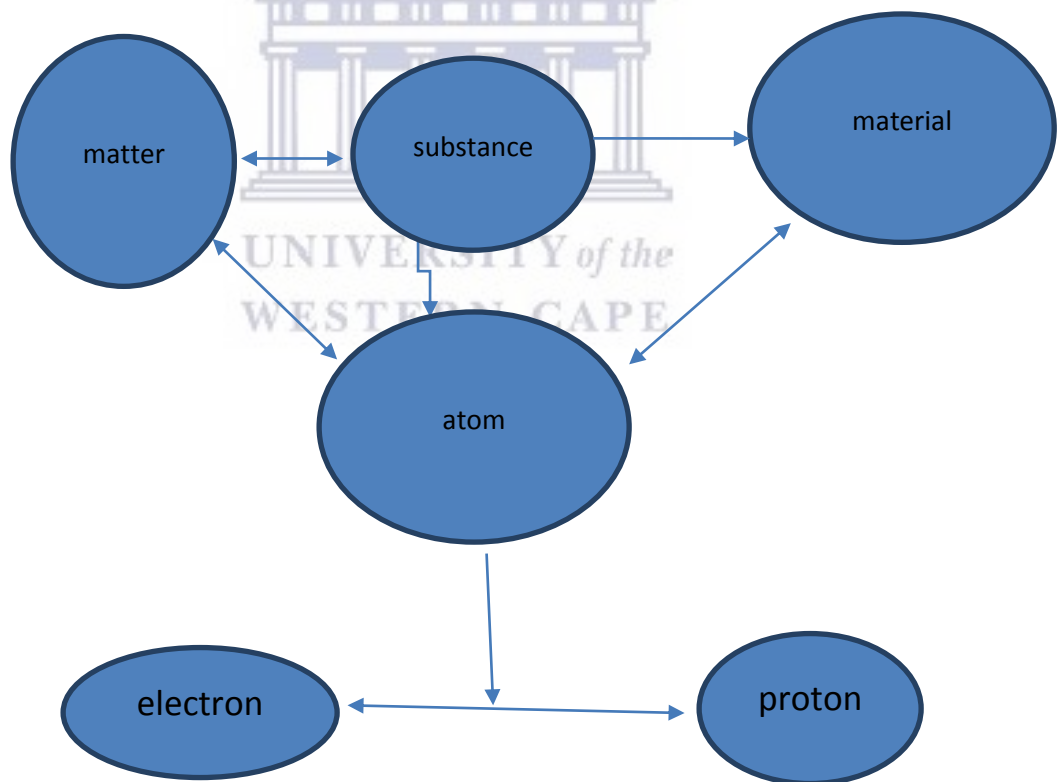 matter
substance
material
UNIVERSITY of the
WESTERN CAPE
atom
electron
proton